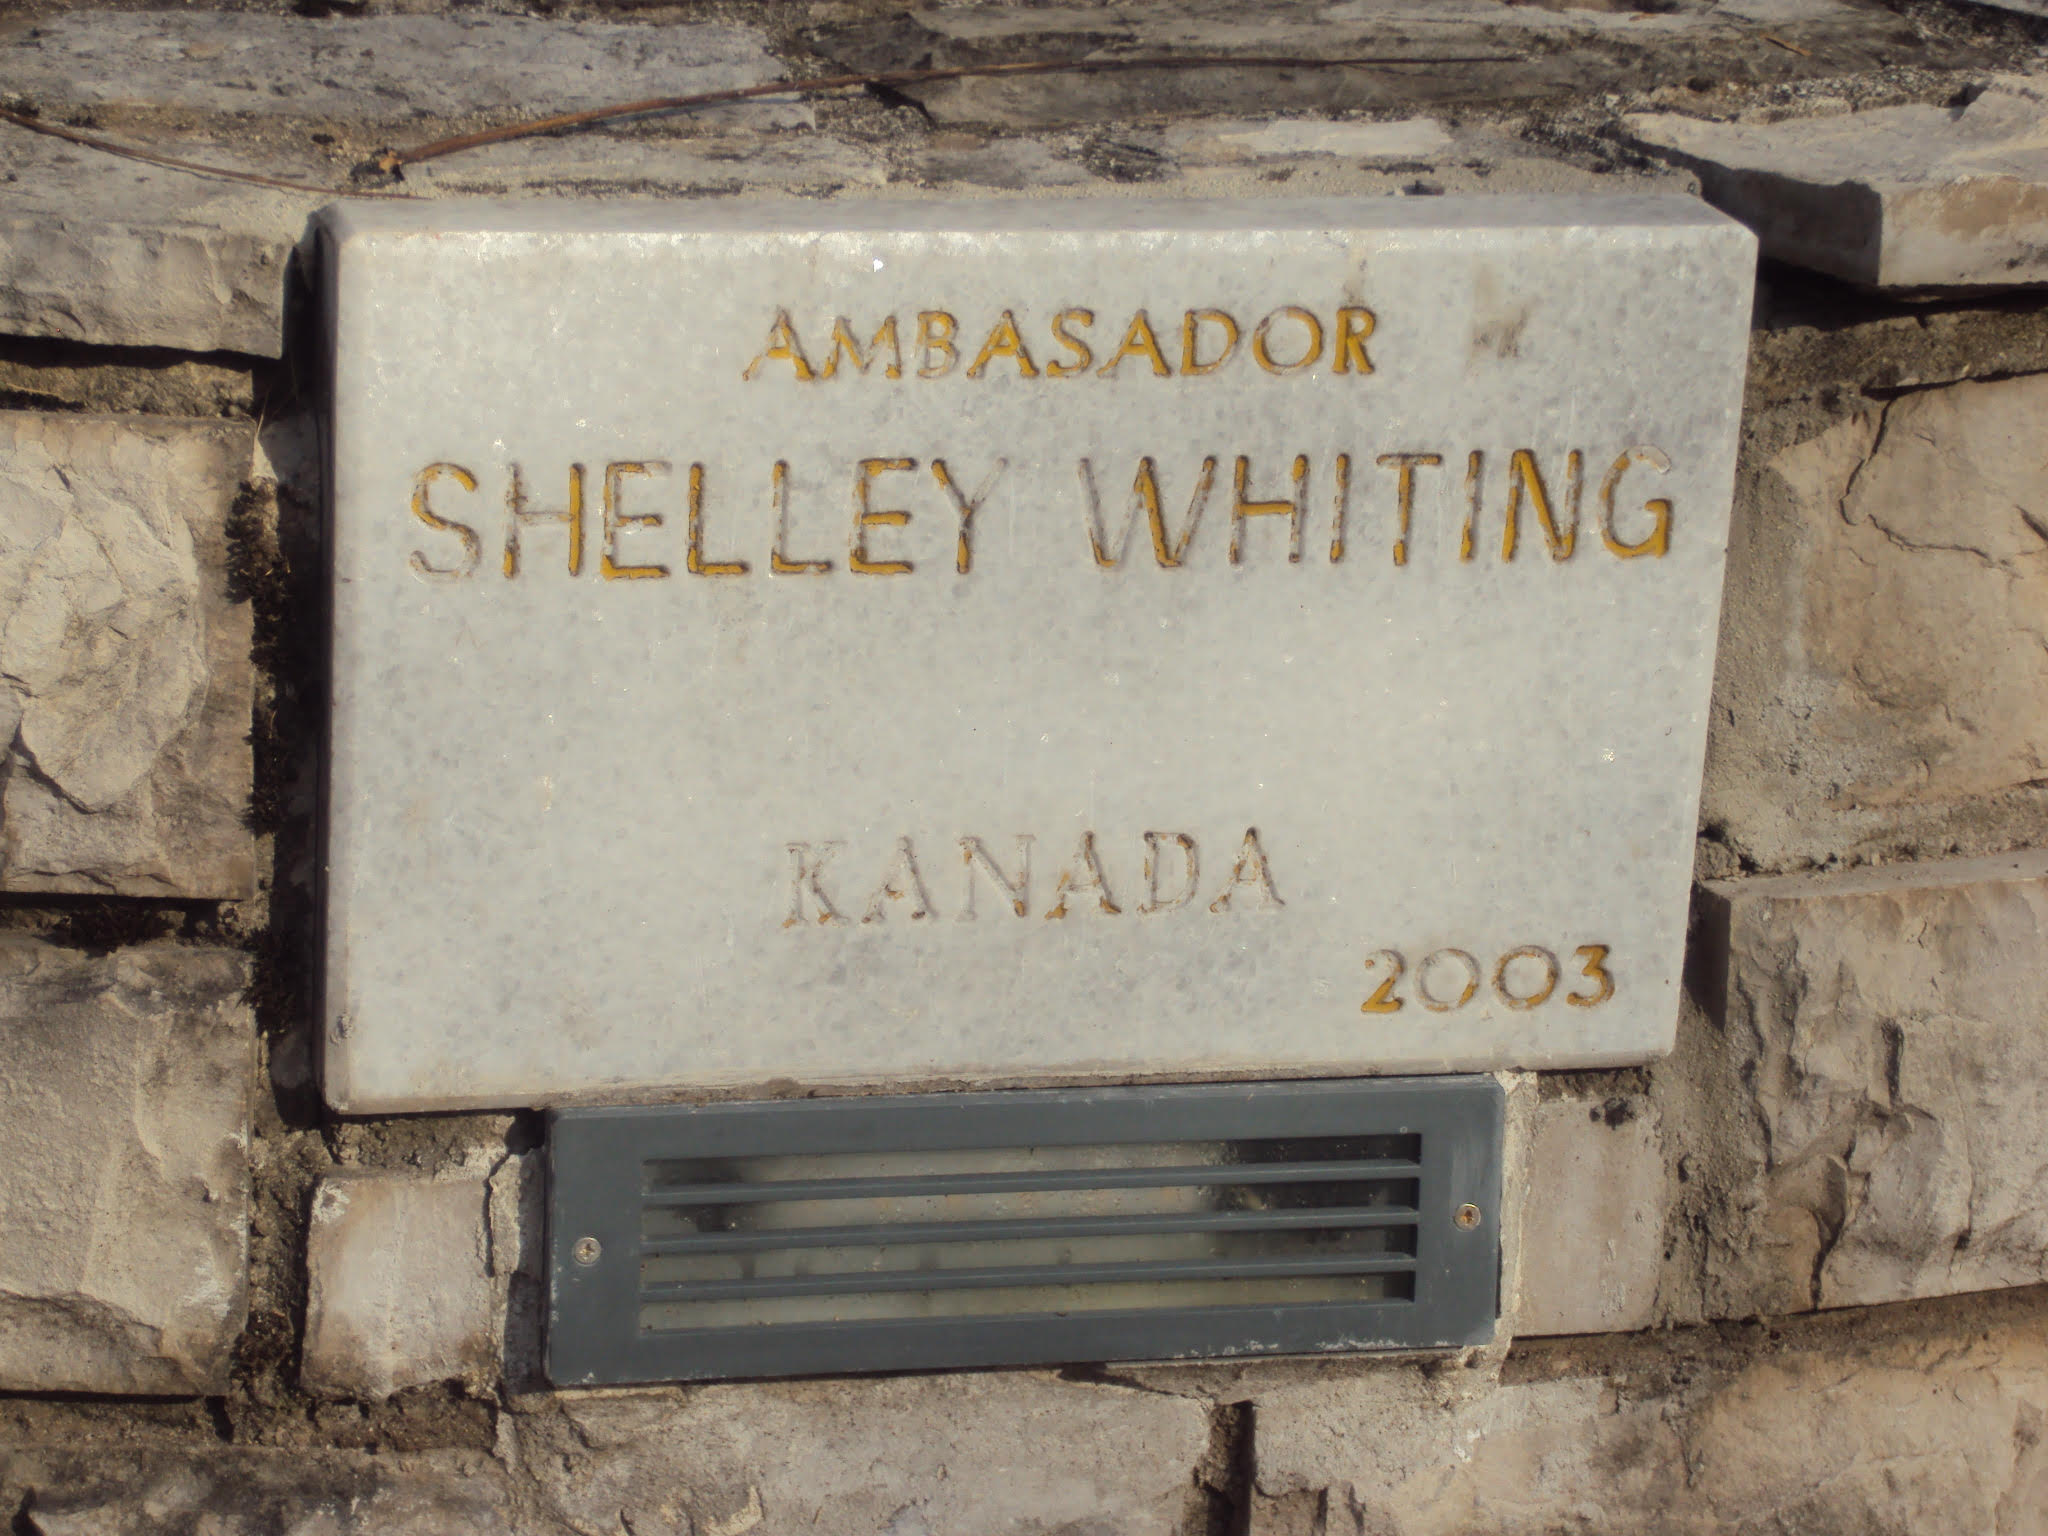 AMBASADOR
SHELLEY WHITING
KANADA
2003